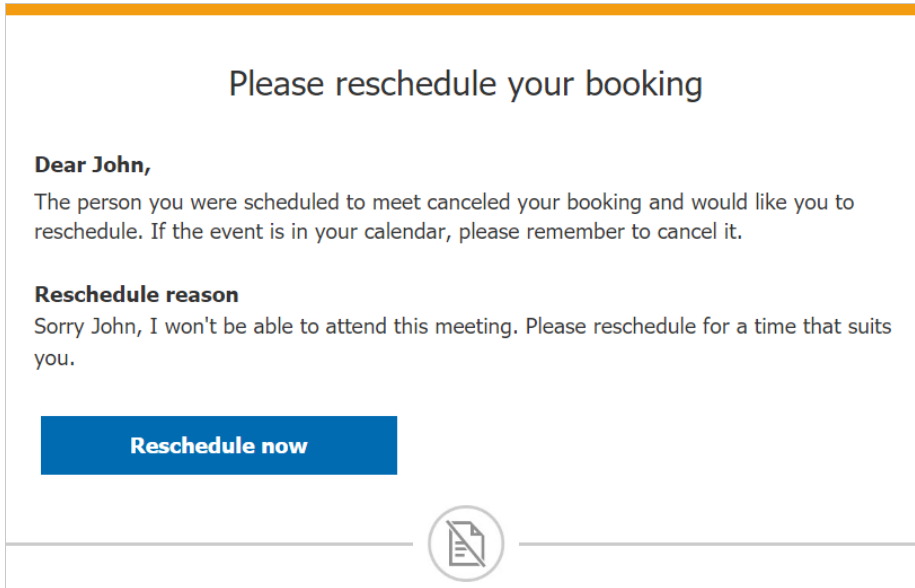 Please reschedule your booking
Dear John,
The person you were scheduled to meet canceled your booking and would like you to
reschedule. If the event is in your calendar, please remember to cancel it.
Reschedule reason
Sorry John, I won't be able to attend this meeting. Please reschedule for a time that suits
you.
Reschedule now